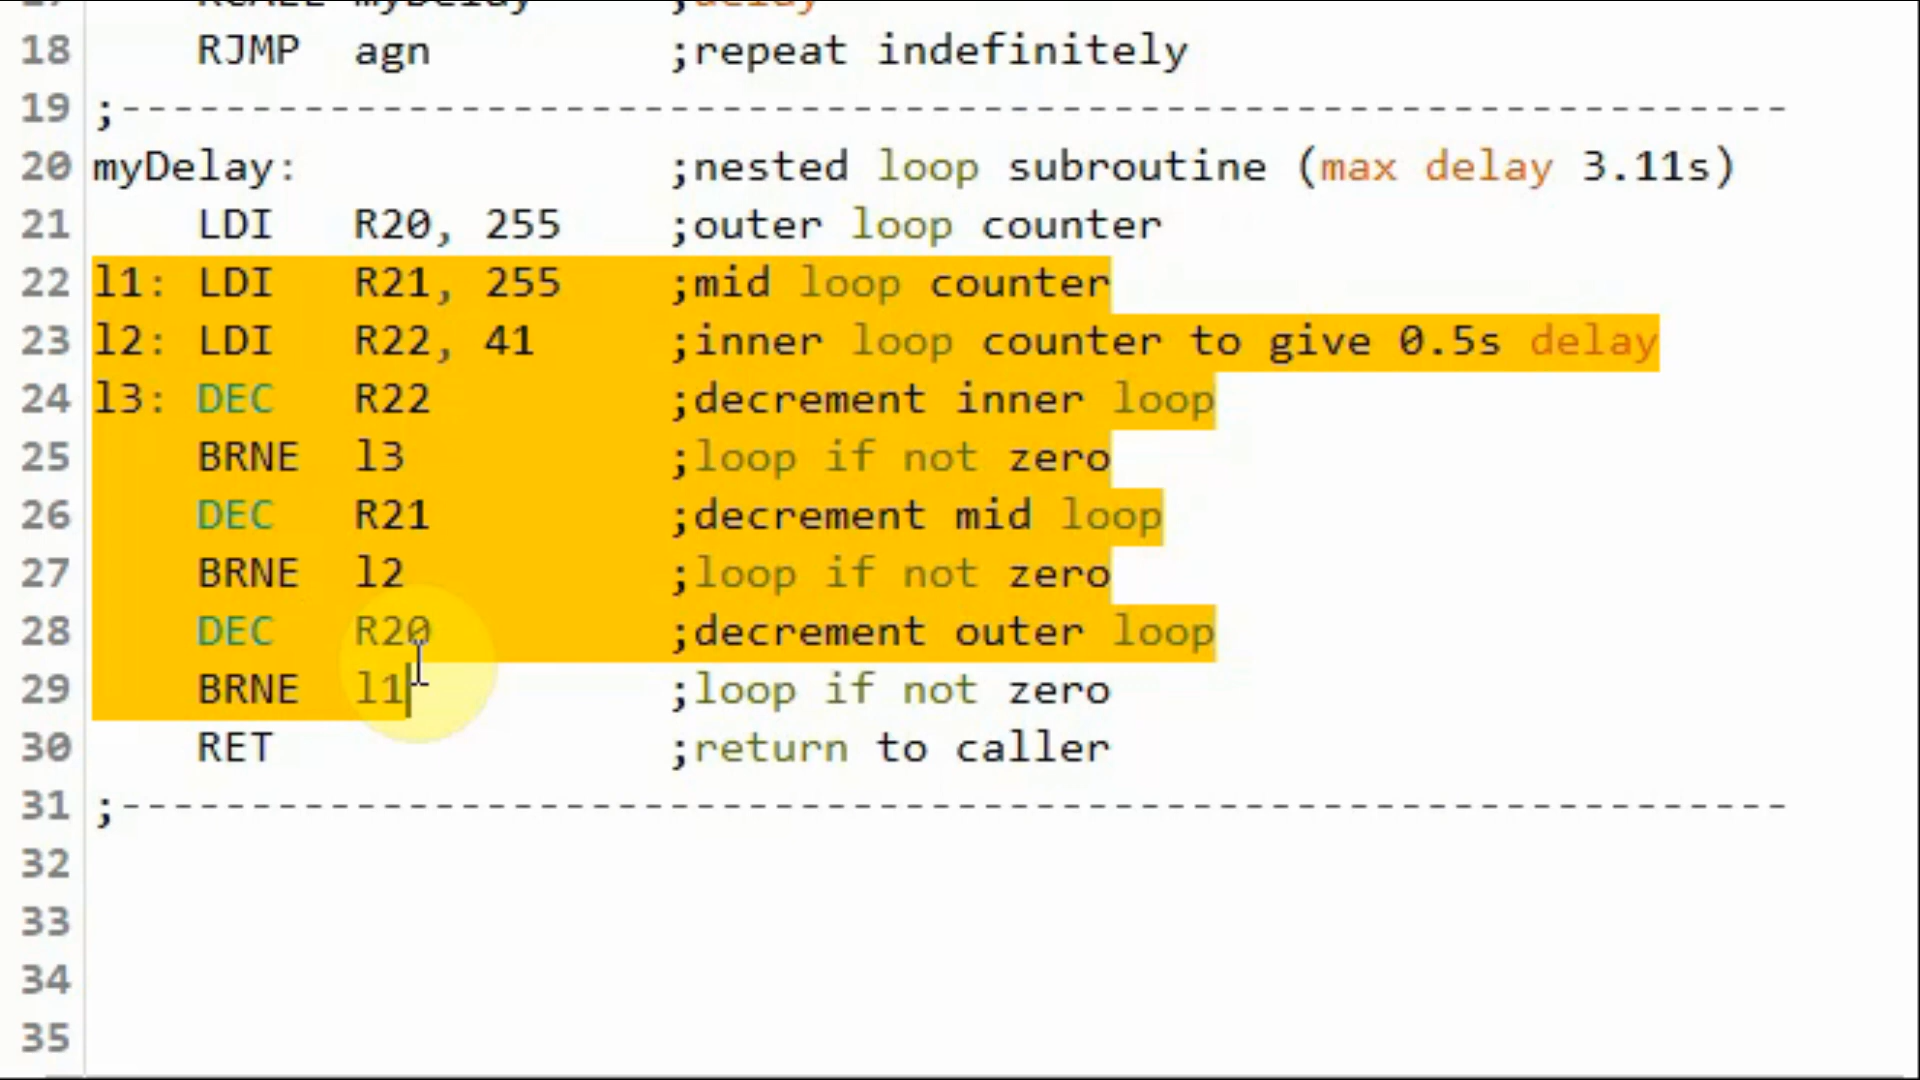 18 RJMP agn ;repeat indefinitely
19 ;----------------------------------------------------------------
20 myDelay: ;nested loop subroutine (max delay 3.11s)
21 LDI R20, 255 ;outer loop counter
22 l1: LDI R21, 255 ;mid loop counter
23 l2: LDI R22, 41 ;inner loop counter to give 0.5s delay
24 l3: DEC R22 ;decrement inner loop
25 BRNE l3 ;loop if not zero
26 DEC R21 ;decrement mid loop
27 BRNE l2 ;loop if not zero
28 DEC R20 ;decrement outer loop
29 BRNE l1 ;loop if not zero
30 RET ;return to caller
31 ;----------------------------------------------------------------
32
33
34
35